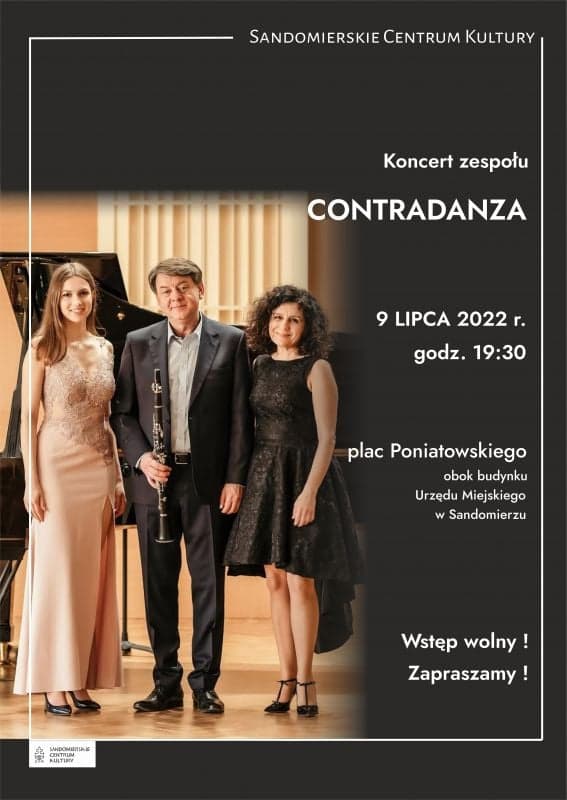 SANDOMIERSKIE CENTRUM KULTURY
Koncert zespołu
CONTRADANZA
9 LIPCA 2022 r.
godz. 19:30
plac Poniatowskiego
obok budynku
Urzędu Miejskiego
w Sandomierzu
Wstęp wolny !
Zapraszamy !
SANDOMIERSKIE
CENTRUM
KULTURY